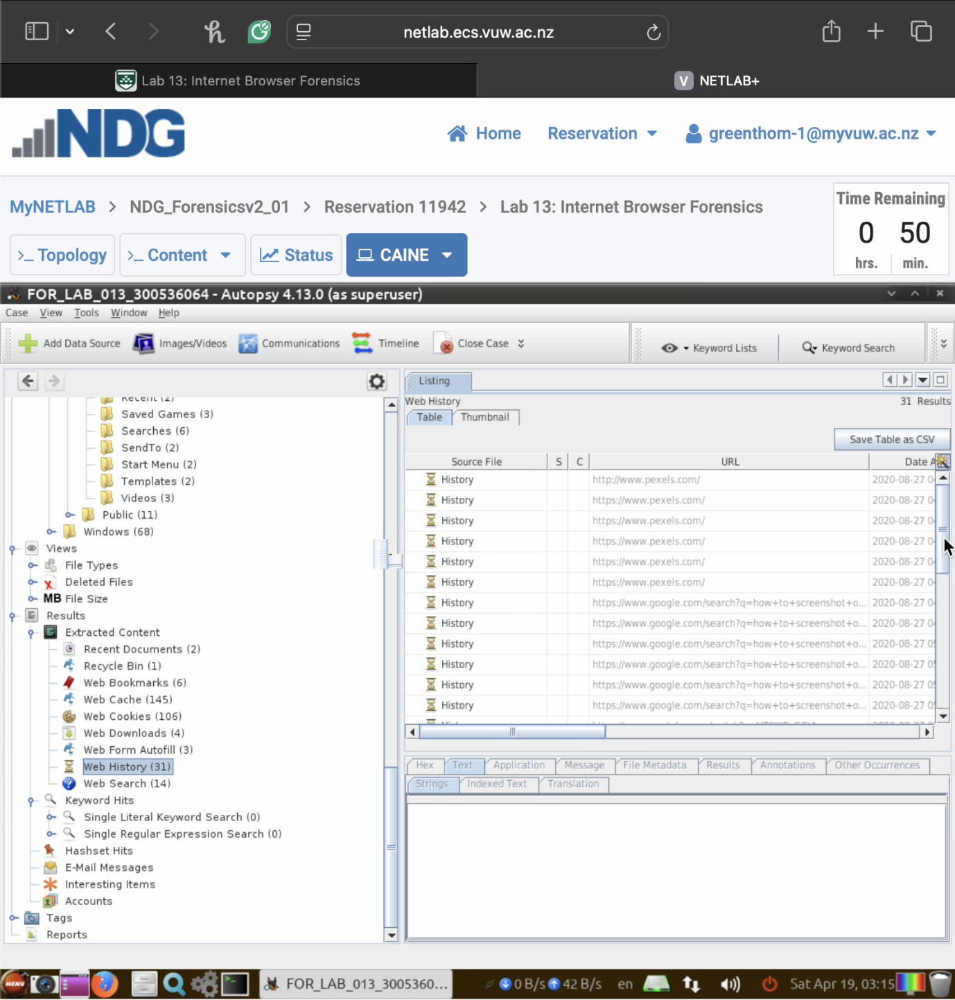 netlab.ecs.vuw.ac.nz
Lab 13: Internet Browser Forensics
V NETLAB+
NDG
Home Reservation greenthom-1@myvuw.ac.nz
MyNETLAB > NDG_Forensicsv2_01 > Reservation 11942 > Lab 13: Internet Browser Forensics
Time Remaining
0 50
hrs. min.
>_ Topology >_ Content Status CAINE
FOR_LAB_013_300536064 - Autopsy 4.13.0 (as superuser)
Case View Tools Window Help
Add Data Source Images/Videos Communications Timeline Close Case Keyword Lists Keyword Search
Recent (2)
Saved Games (3)
Searches (6)
SendTo (2)
Start Menu (2)
Templates (2)
Videos (3)
Public (11)
Windows (68)
Views
File Types
Deleted Files
MB File Size
Results
Extracted Content
Recent Documents (2)
Recycle Bin (1)
Web Bookmarks (6)
Web Cache (145)
Web Cookies (106)
Web Downloads (4)
Web Form Autofill (3)
Web History (31)
Web Search (14)
Keyword Hits
Single Literal Keyword Search (0)
Single Regular Expression Search (0)
Hashset Hits
E-Mail Messages
Interesting Items
Accounts
Tags
Reports
Listing
Web History 31 Results
Table Thumbnail
Save Table as CSV
Source File S C URL Date A
History http://www.pexels.com/ 2020-08-27 0
History https://www.pexels.com/ 2020-08-27 0
History https://www.pexels.com/ 2020-08-27 0
History https://www.pexels.com/ 2020-08-27 0
History https://www.pexels.com/ 2020-08-27 0
History https://www.pexels.com/ 2020-08-27 0
History https://www.google.com/search?q=how+to+screenshot+o... 2020-08-27 0
History https://www.google.com/search?q=how+to+screenshot+o... 2020-08-27 0
History https://www.google.com/search?q=how+to+screenshot+o... 2020-08-27 0
History https://www.google.com/search?q=how+to+screenshot+o... 2020-08-27 0
History https://www.google.com/search?q=how+to+screenshot+o... 2020-08-27 0
History https://www.google.com/search?q=how+to+screenshot+o... 2020-08-27 0
Hex Text Application Message File Metadata Results Annotations Other Occurrences
Strings Indexed Text Translation
MENU FOR_LAB_013_3005360... 0 B/s 42 B/s en Sat Apr 19, 03:15